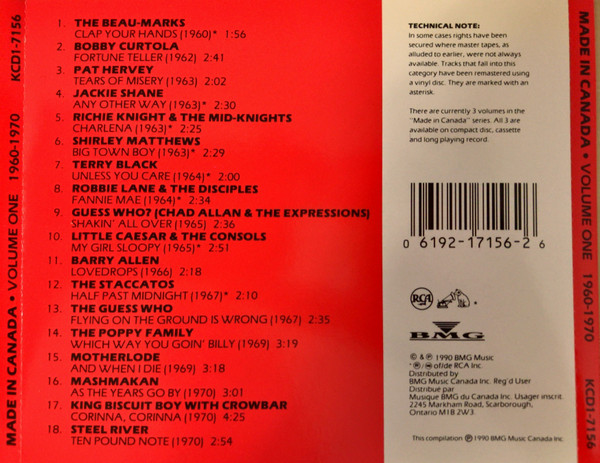 MADE IN CANADA • VOLUME ONE 1960-1970 KCD1-7156
1. THE BEAU-MARKS
CLAP YOUR HANDS (1960)* 1:56
2. BOBBY CURTOLA
FORTUNE TELLER (1962) 2:41
3. PAT HERVEY
TEARS OF MISERY (1963) 2:02
4. JACKIE SHANE
ANY OTHER WAY (1963)* 2:30
5. RICHIE KNIGHT & THE MID-KNIGHTS
CHARLENA (1963)* 2:25
6. SHIRLEY MATTHEWS
BIG TOWN BOY (1963)* 2:29
7. TERRY BLACK
UNLESS YOU CARE (1964)* 2:00
8. ROBBIE LANE & THE DISCIPLES
FANNIE MAE (1964)* 2:34
9. GUESS WHO? (CHAD ALLAN & THE EXPRESSIONS)
SHAKIN' ALL OVER (1965) 2:36
10. LITTLE CAESAR & THE CONSOLS
MY GIRL SLOOPY (1965)* 2:51
11. BARRY ALLEN
LOVEDROPS (1966) 2:18
12. THE STACCATOS
HALF PAST MIDNIGHT (1967)* 2:10
13. THE GUESS WHO
FLYING ON THE GROUND IS WRONG (1967) 2:35
14. THE POPPY FAMILY
WHICH WAY YOU GOIN' BILLY (1969) 3:19
15. MOTHERLODE
AND WHEN I DIE (1969) 3:18
16. MASHMAKAN
AS THE YEARS GO BY (1970) 3:01
17. KING BISCUIT BOY WITH CROWBAR
CORINNA, CORINNA (1970) 4:25
18. STEEL RIVER
TEN POUND NOTE (1970) 2:54
TECHNICAL NOTE:
In some cases rights have been
secured where master tapes, as
alluded to earlier, were not always
available. Tracks that fall into this
category have been remastered using
a vinyl disc. They are marked with an
asterisk.
There are currently 3 volumes in the
"Made in Canada" series. All 3 are
available on compact disc, cassette
and long playing record.
0 6192-17156-2 6
RCA
BMG
© & ℗ 1990 BMG Music
of/de RCA Inc.
Distributed by
BMG Music Canada Inc. Reg'd User
Distribué par
Musique BMG du Canada Inc. Usager inscrit.
2245 Markham Road, Scarborough,
Ontario M1B 2W3.
This compilation ℗ 1990 BMG Music Canada Inc.
MADE IN CANADA • VOLUME ONE 1960-1970 KCD1-7156